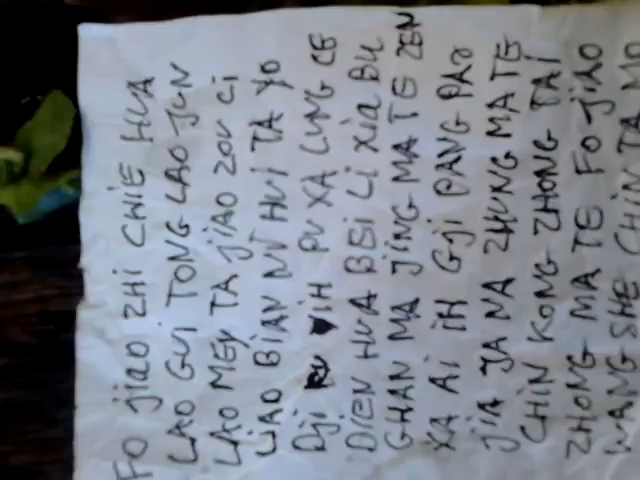 FO JiAO ZHi CHIE HUA
LAO GUi TONG LAO JUN
LAO MEY TA JiAO ZOU Ci
LiAO BIAN Ni HUI TA YO
Dji iH PU XA LUNG CE
DIEN HUA BEi Li XiA BU
GHAN MA JiNG MA TE ZEN
XA Ai iH Gji PANG PAr
JiA JA NA ZHUNG MA TE
CHiN KONG ZHONG TAi
ZHONG MA TE FO JiAO
WANG SHE CHIN TA MO